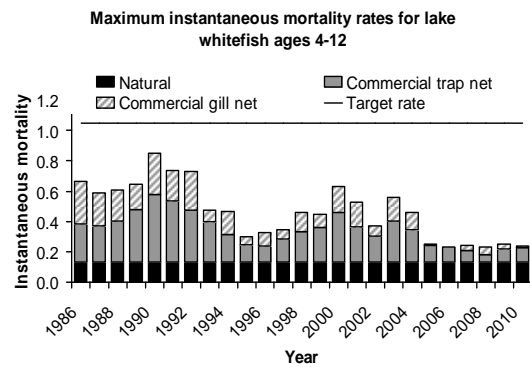 Maximum instantaneous mortality rates for lake
whitefish ages 4-12
Natural
Commercial trap net
Commercial gill net
Target rate
Instantaneous mortality
1.2
1.0
0.8
0.6
0.4
0.2
0.0
1986
1988
1990
1992
1994
1996
1998
2000
2002
2004
2006
2008
2010
Year